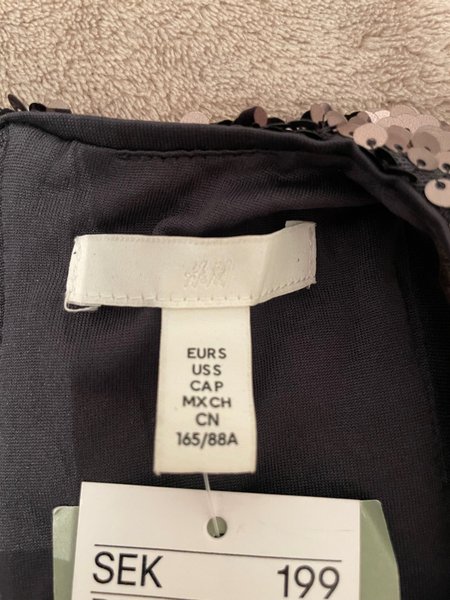 H&M
EUR S
US S
CA P
MX CH
CN
165/88A
SEK 199